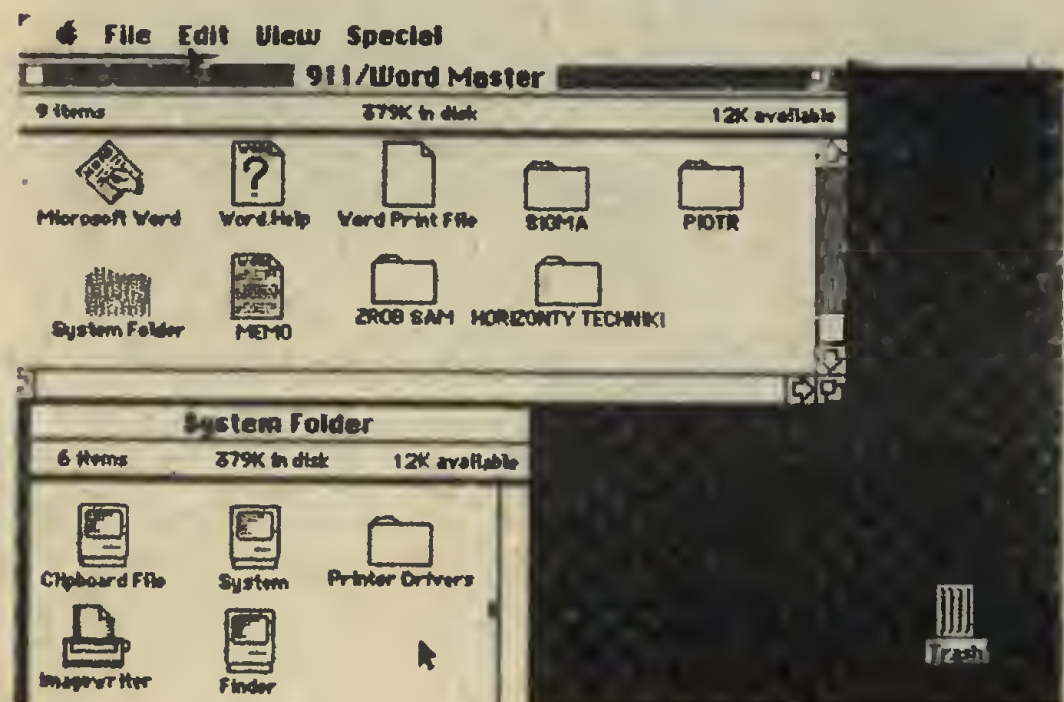 File Edit View Special
911/Word Master
9 items 379K in disk 12K available
Microsoft Word Word.Help Word Print File SIGMA PIOTR
System Folder MEMO ZROB SAM HORIZONTY TECHNIKI
System Folder
6 items 379K in disk 12K available
Clipboard File System Printer Drivers
Imagewriter Finder
Trash